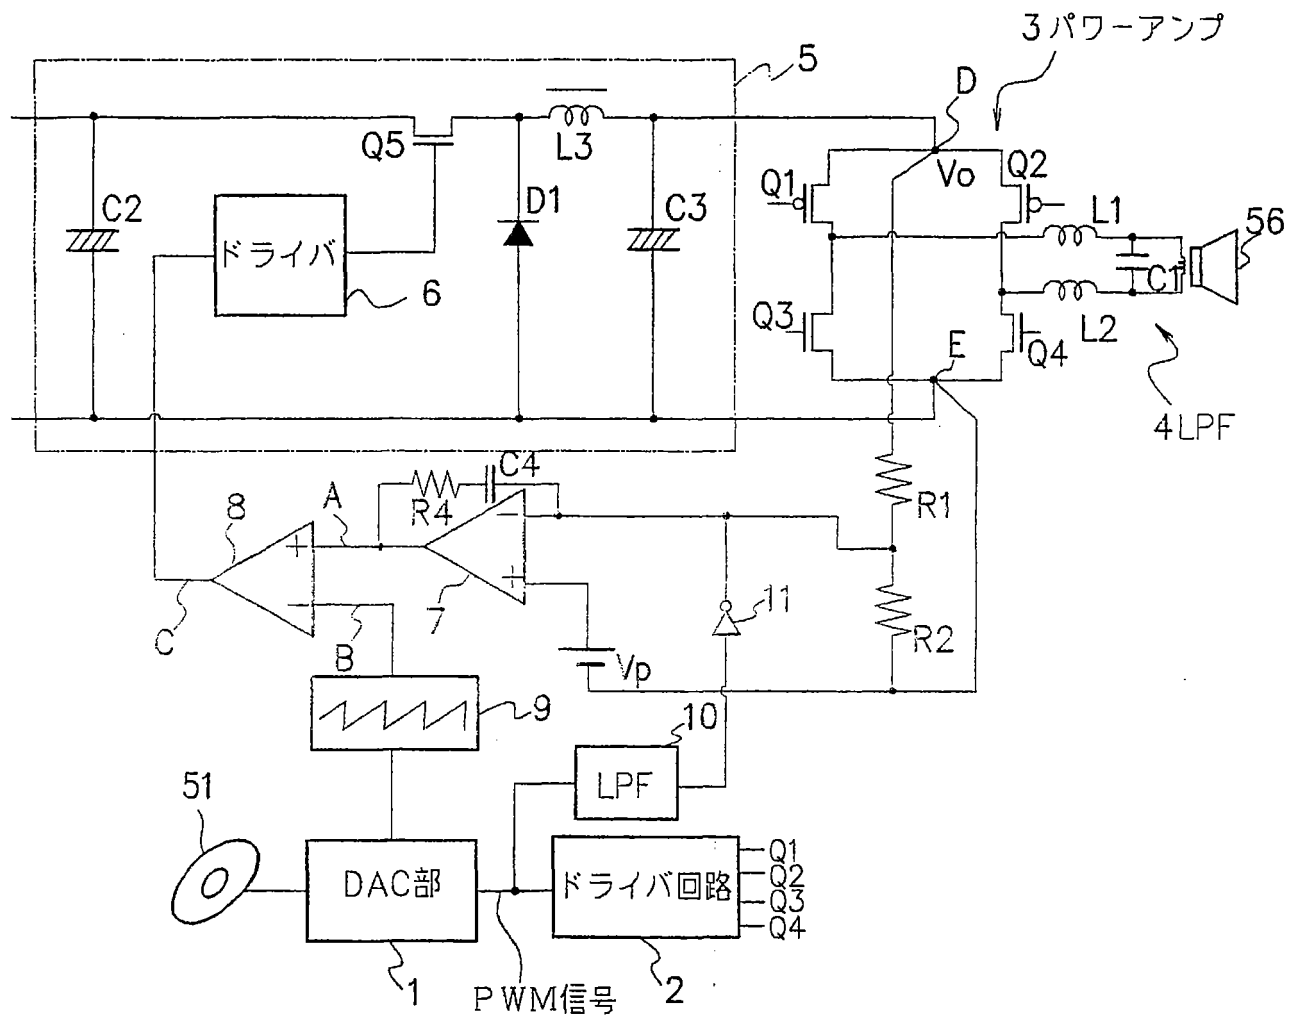 3パワーアンプ
5
D
Q5
L3
Vo
Q2
Q1
C2
D1
C3
L1
56
ドライバ
C1
6
Q3
L2
E
Q4
4LPF
C4
A
R4
8
R1
+
−
+
−
7
11
C
B
R2
Vp
9
10
LPF
51
DAC部
ドライバ回路
Q1
Q2
Q3
Q4
1
PWM信号
2